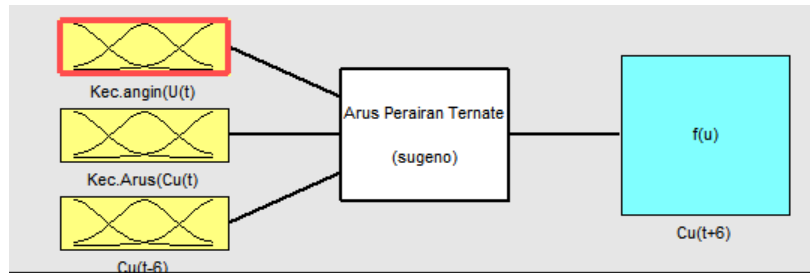 Kec.angin(U(t)
Kec.Arus(Cu(t)
Cu(t-6)
Arus Perairan Ternate
(sugeno)
f(u)
Cu(t+6)